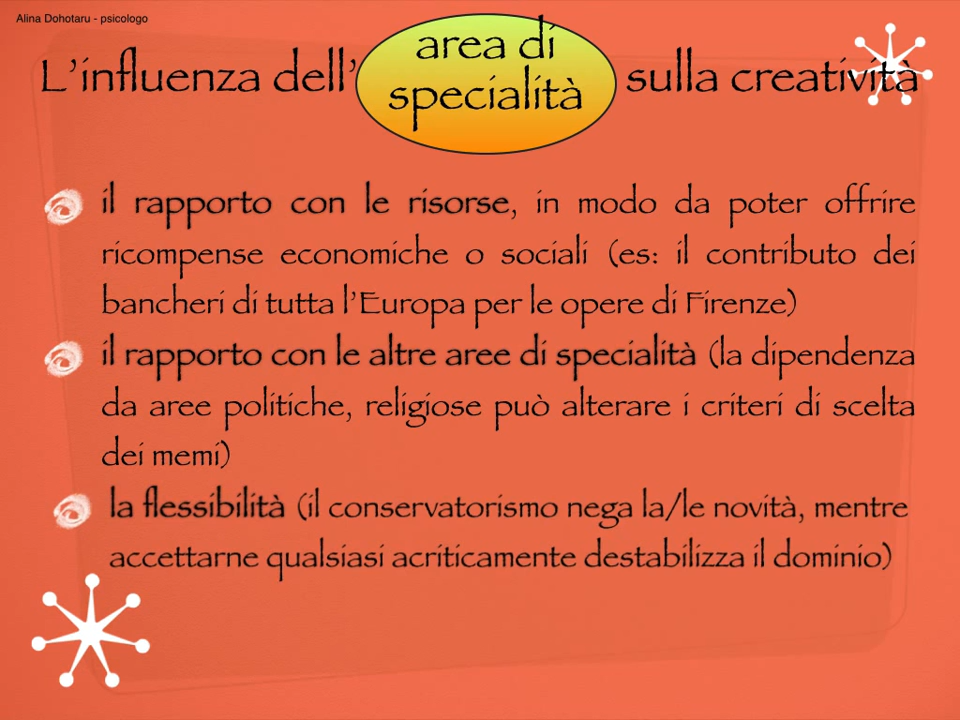 Alina Dohotaru - psicologo
L'influenza dell' area di specialità sulla creatività
il rapporto con le risorse, in modo da poter offrire
ricompense economiche o sociali (es: il contributo dei
bancheri di tutta l'Europa per le opere di Firenze)
il rapporto con le altre aree di specialità (la dipendenza
da aree politiche, religiose può alterare i criteri di scelta
dei memi)
la flessibilità (il conservatorismo nega la/le novità, mentre
accettarne qualsiasi acriticamente destabilizza il dominio)